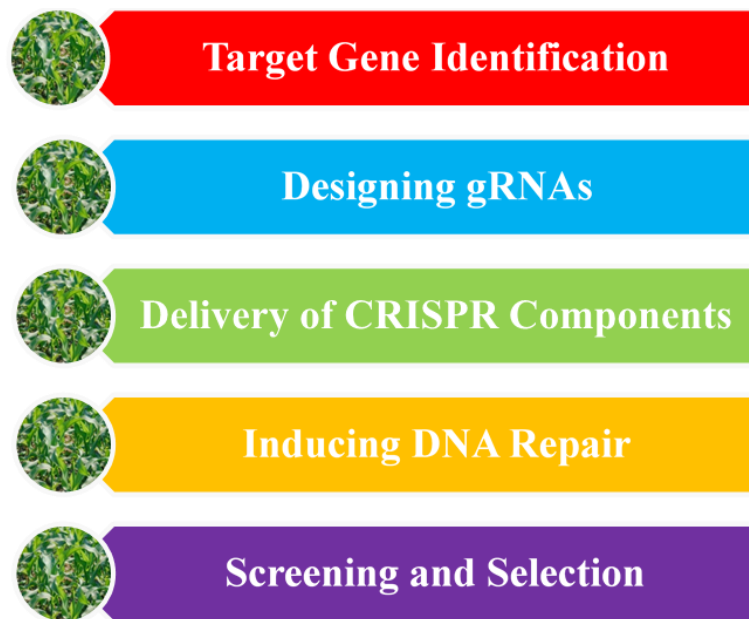 Target Gene Identification
Designing gRNAs
Delivery of CRISPR Components
Inducing DNA Repair
Screening and Selection